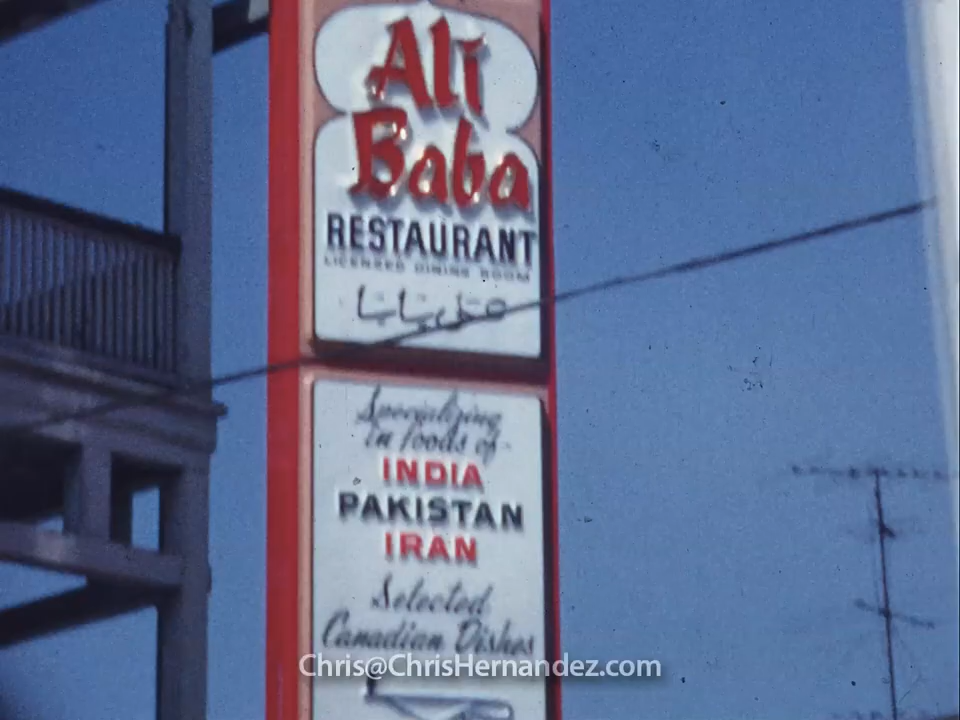 Ali
Baba
RESTAURANT
LICENSED DINING ROOM
Specializing
in foods of
INDIA
PAKISTAN
IRAN
Selected
Canadian Dishes
Chris@ChrisHernandez.com